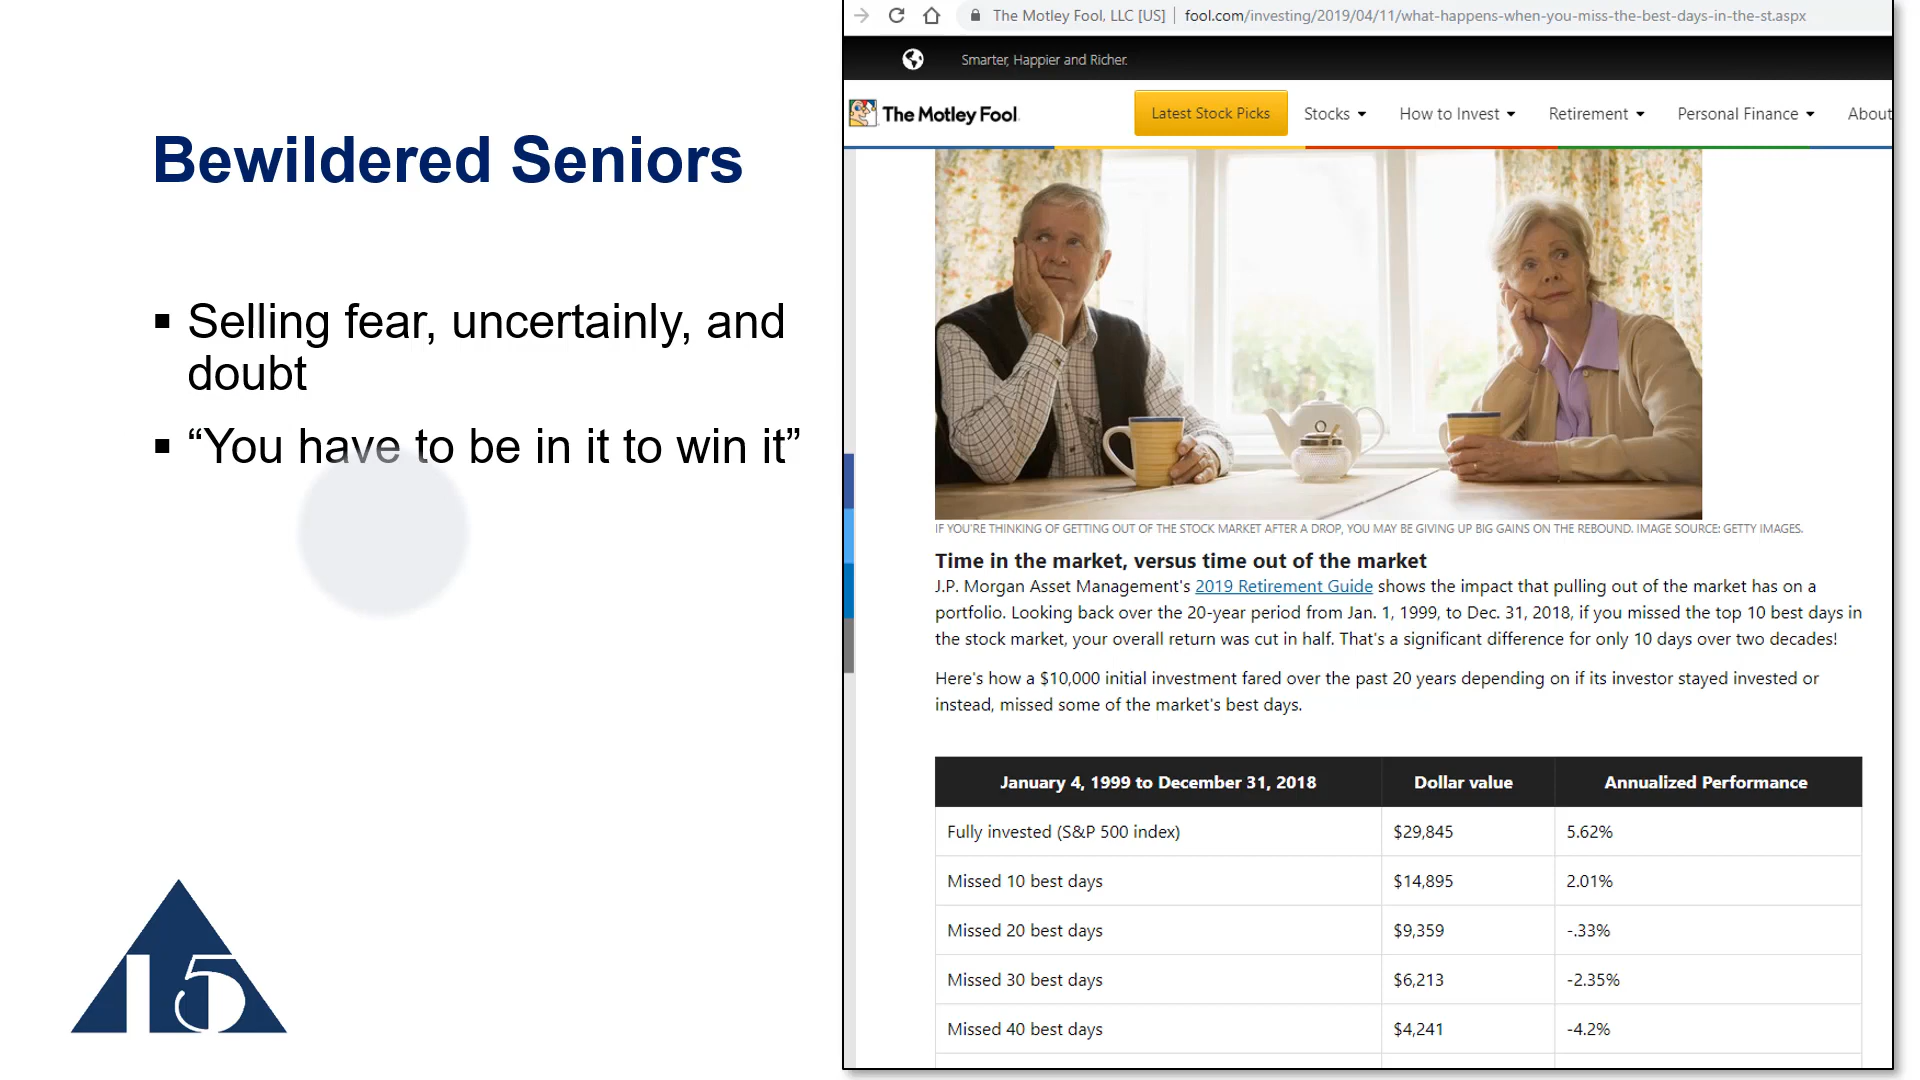 Bewildered Seniors
▪ Selling fear, uncertainly, and
doubt
▪ “You have to be in it to win it”
15
The Motley Fool, LLC [US] | fool.com/investing/2019/04/11/what-happens-when-you-miss-the-best-days-in-the-st.aspx
Smarter, Happier and Richer.
The Motley Fool
Latest Stock Picks Stocks How to Invest Retirement Personal Finance About
IF YOU'RE THINKING OF GETTING OUT OF THE STOCK MARKET AFTER A DROP, YOU MAY BE GIVING UP BIG GAINS ON THE REBOUND. IMAGE SOURCE: GETTY IMAGES.
Time in the market, versus time out of the market
J.P. Morgan Asset Management's 2019 Retirement Guide shows the impact that pulling out of the market has on a
portfolio. Looking back over the 20-year period from Jan. 1, 1999, to Dec. 31, 2018, if you missed the top 10 best days in
the stock market, your overall return was cut in half. That's a significant difference for only 10 days over two decades!
Here's how a $10,000 initial investment fared over the past 20 years depending on if its investor stayed invested or
instead, missed some of the market's best days.
January 4, 1999 to December 31, 2018 Dollar value Annualized Performance
Fully invested (S&P 500 index) $29,845 5.62%
Missed 10 best days $14,895 2.01%
Missed 20 best days $9,359 -.33%
Missed 30 best days $6,213 -2.35%
Missed 40 best days $4,241 -4.2%